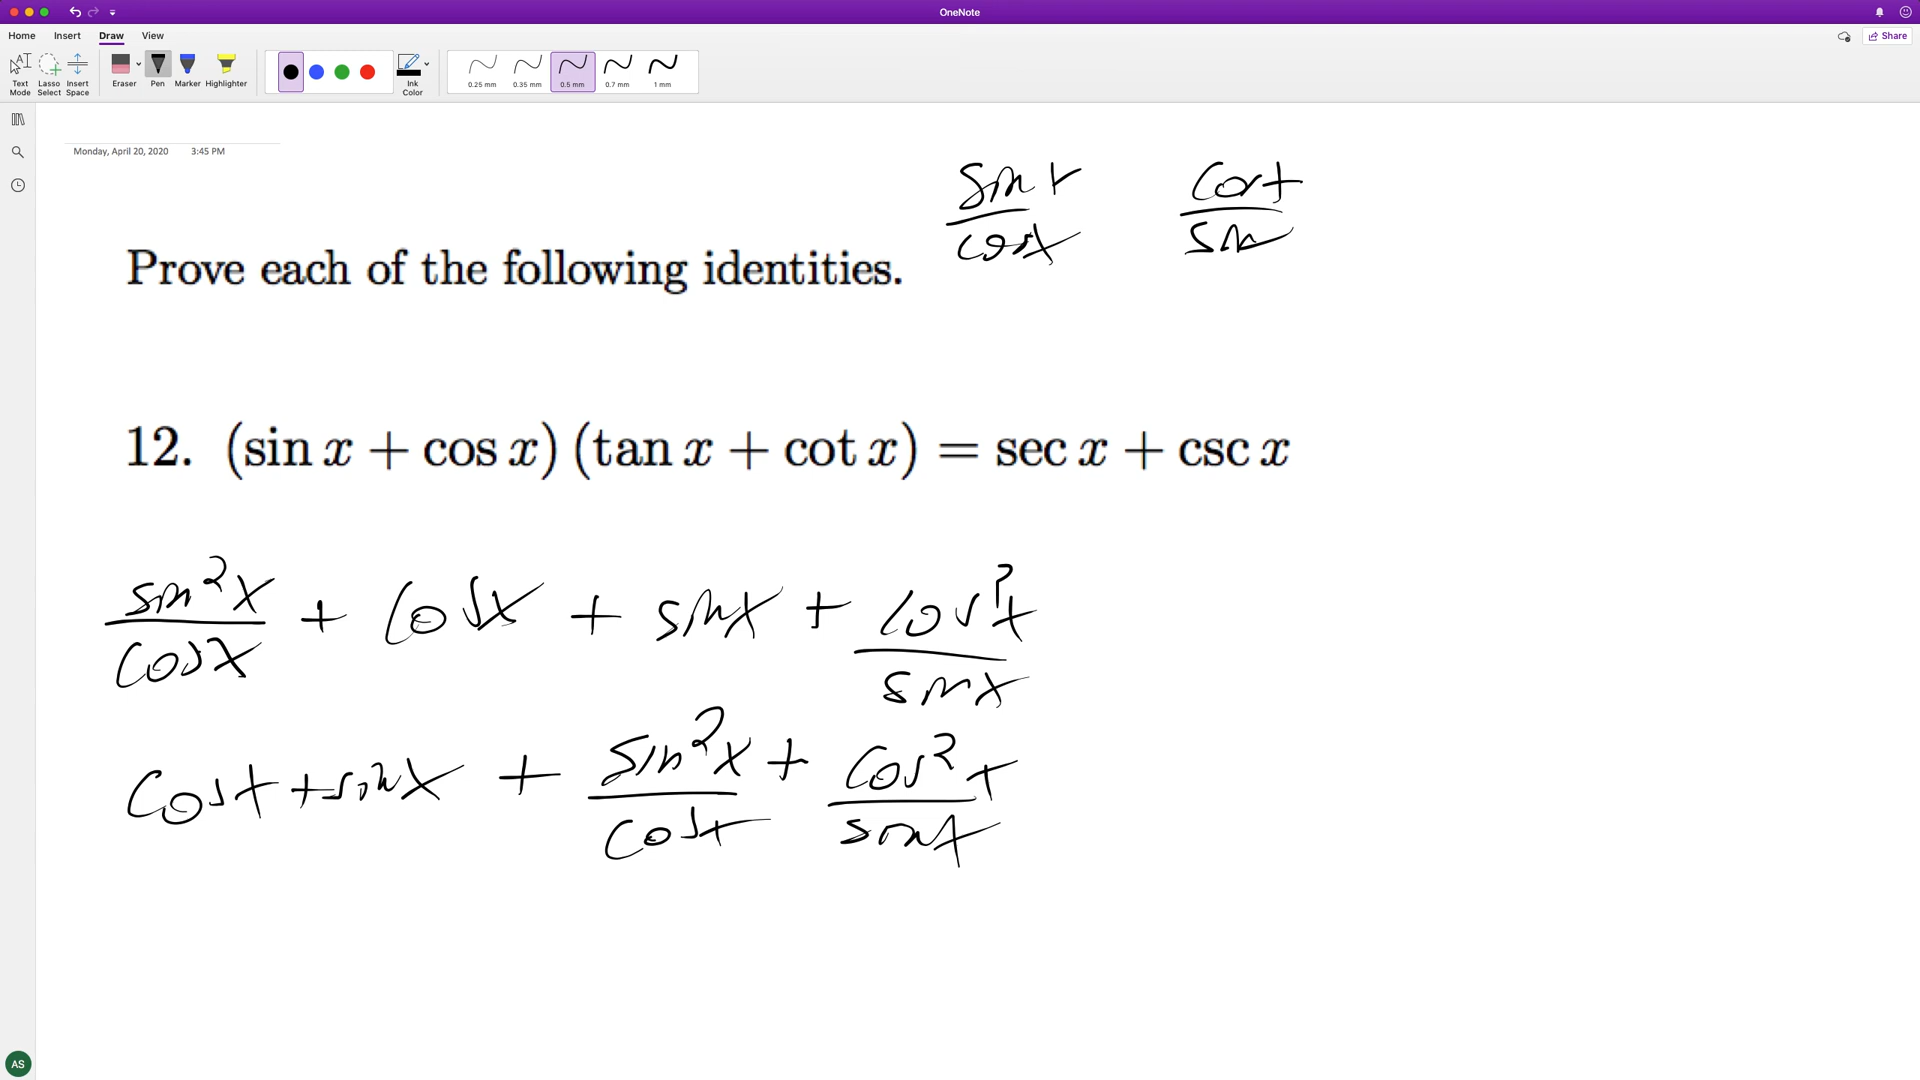 OneNote
Home Insert Draw View
Share
Text Mode Lasso Select Insert Space Eraser Pen Marker Highlighter Ink Color 0.25 mm 0.35 mm 0.5 mm 0.7 mm 1 mm
Monday, April 20, 2020 3:45 PM
sin x / cos x cos x / sin
Prove each of the following identities.
12. (sin x + cos x) (tan x + cot x) = sec x + csc x
sin²x / cos x + cos x + sin x + cos²x / sin x
cos x + sin x + sin²x / cos x + cos²x / sin x
AS